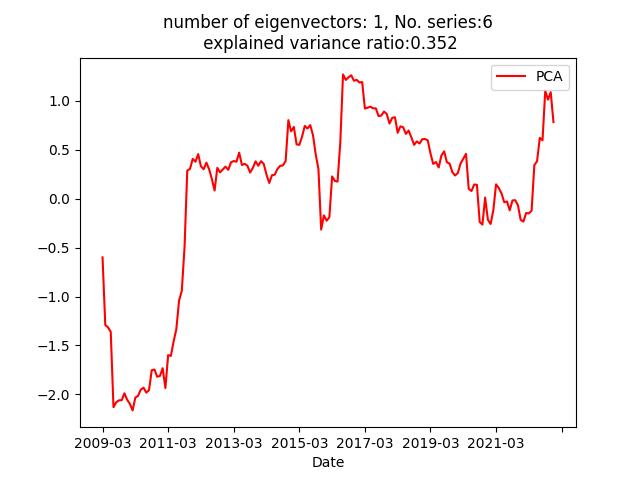 number of eigenvectors: 1, No. series:6
explained variance ratio:0.352
PCA
1.0
0.5
0.0
−0.5
−1.0
−1.5
−2.0
2009-03 2011-03 2013-03 2015-03 2017-03 2019-03 2021-03
Date